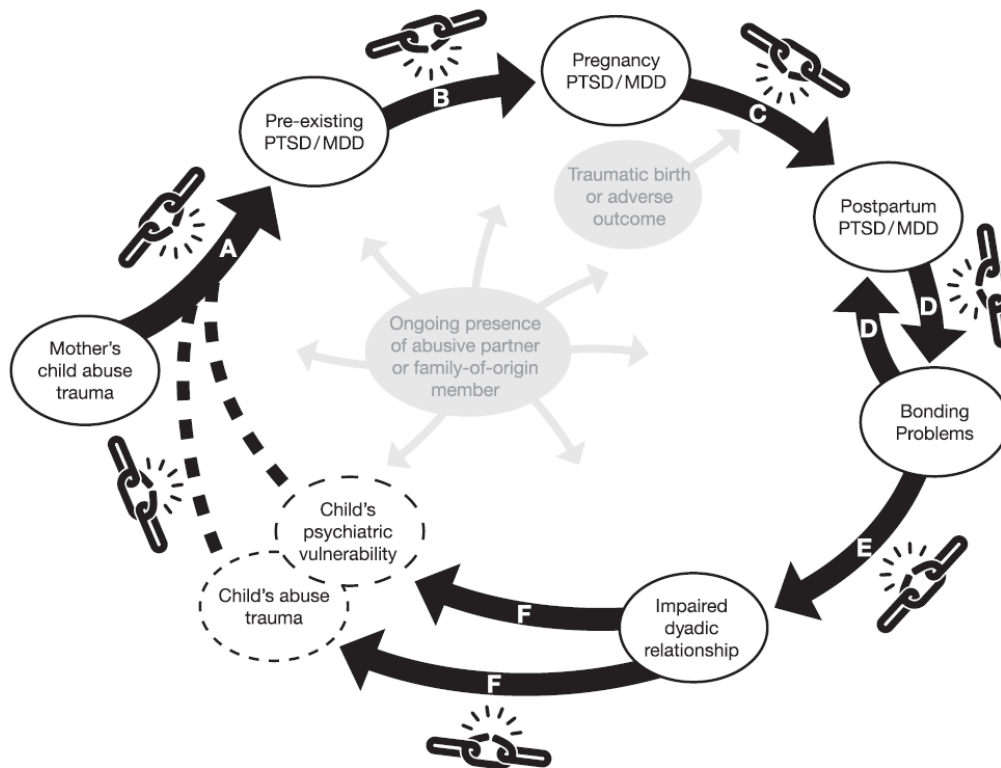 Pregnancy
PTSD/MDD
B
C
Pre-existing
PTSD/MDD
Traumatic birth
or adverse
outcome
Postpartum
PTSD/MDD
A
D
D
Mother's
child abuse
trauma
Ongoing presence
of abusive partner
or family-of-origin
member
Bonding
Problems
Child's
psychiatric
vulnerability
E
Child's abuse
trauma
F
Impaired
dyadic
relationship
F